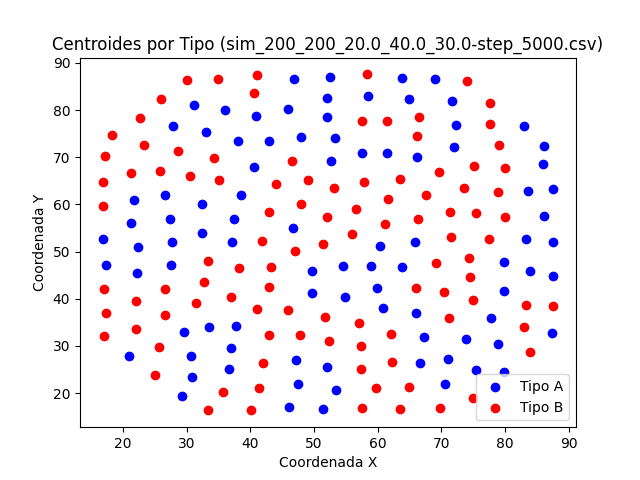 Centroides por Tipo (sim_200_200_20.0_40.0_30.0-step_5000.csv)
90
80
70
60
50
40
30
20
Coordenada Y
20 30 40 50 60 70 80 90
Coordenada X
Tipo A
Tipo B